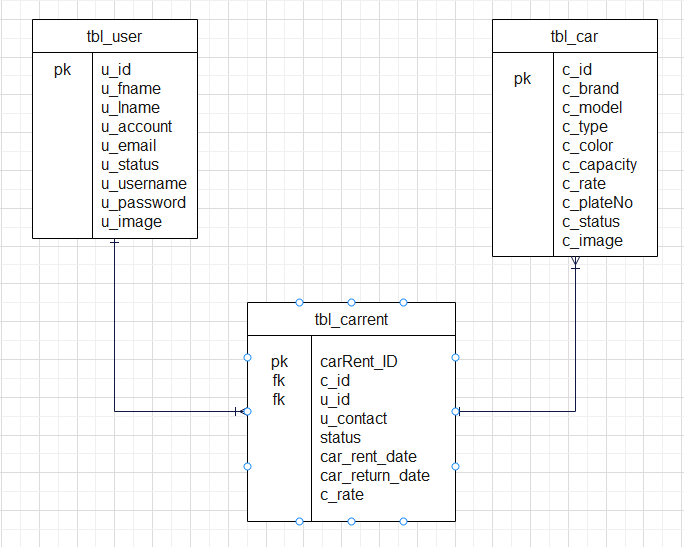 tbl_user
pk u_id
u_fname
u_lname
u_account
u_email
u_status
u_username
u_password
u_image
tbl_car
pk c_id
c_brand
c_model
c_type
c_color
c_capacity
c_rate
c_plateNo
c_status
c_image
tbl_carrent
pk carRent_ID
fk c_id
fk u_id
u_contact
status
car_rent_date
car_return_date
c_rate